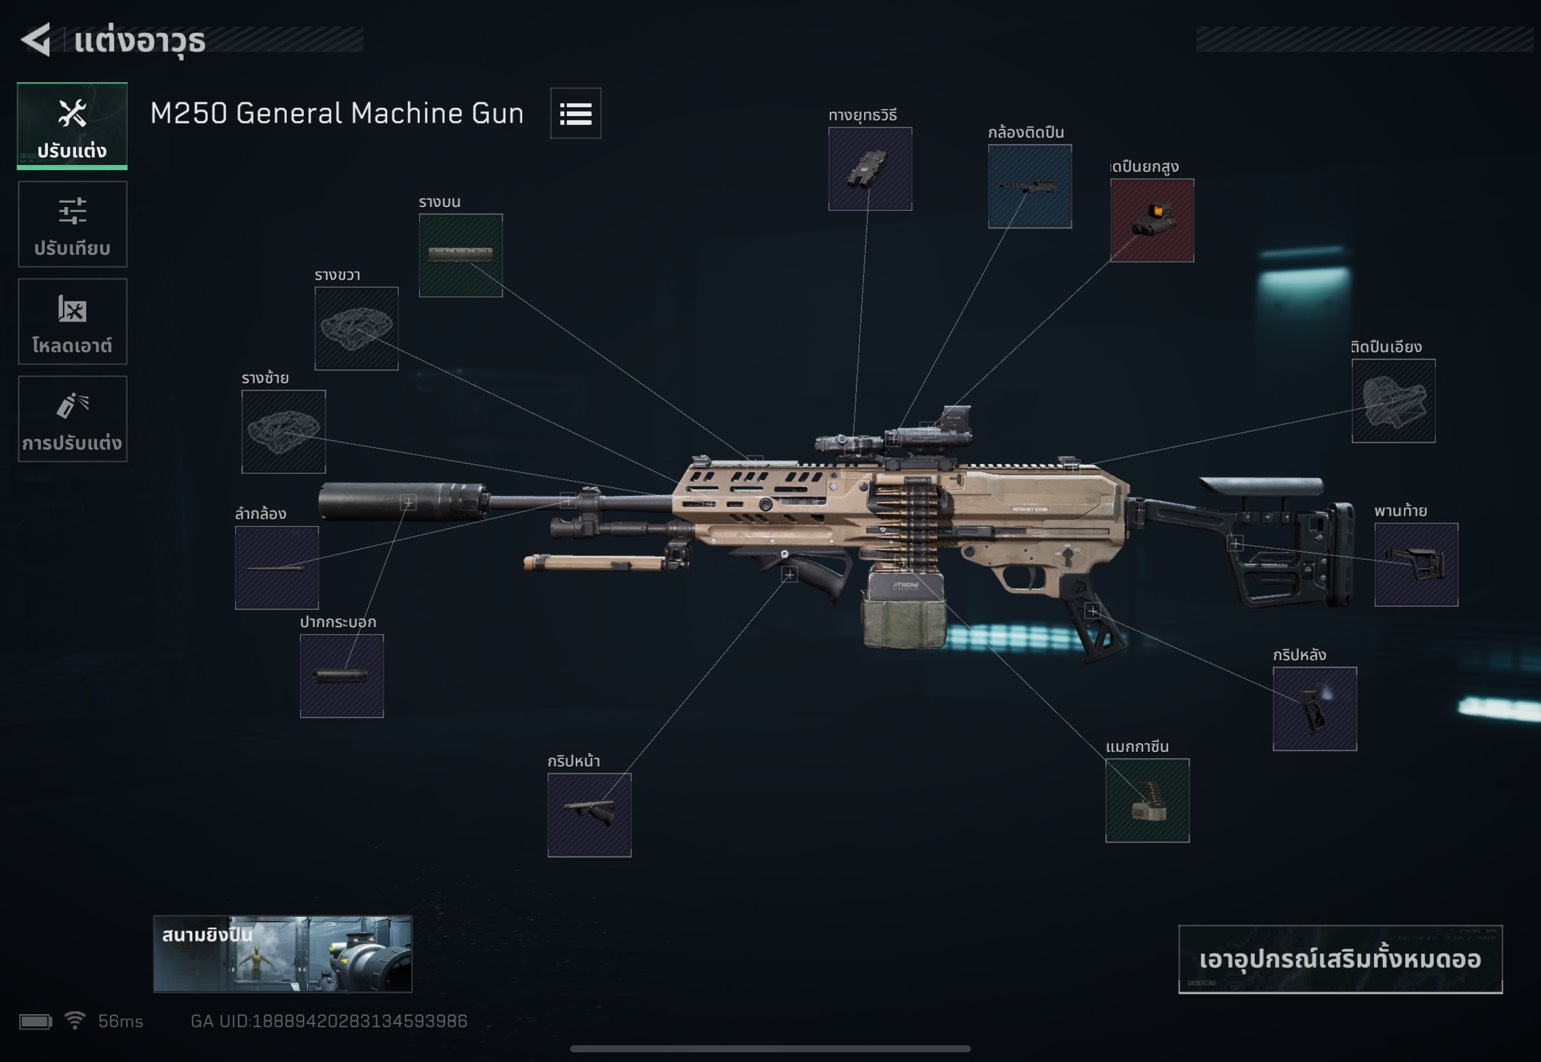 แต่งอาวุธ
ปรับแต่ง
M250 General Machine Gun
ปรับเทียบ
โหลดเอาต์
การปรับแต่ง
ทางยุทธวิธี
กล้องติดปืน
ดปืนยกสูง
รางบน
รางขวา
รางซ้าย
ติดปืนเอียง
ลำกล้อง
พานท้าย
ปากกระบอก
กริปหลัง
แมกกาซีน
กริปหน้า
สนามยิงปืน
เอาอุปกรณ์เสริมทั้งหมดออ
56ms
GA UID:18889420283134593986